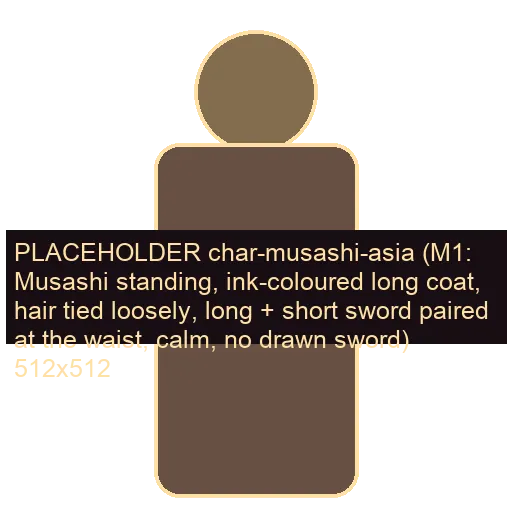 PLACEHOLDER char-musashi-asia (M1:
Musashi standing, ink-coloured long coat,
hair tied loosely, long + short sword paired
at the waist, calm, no drawn sword)
512x512